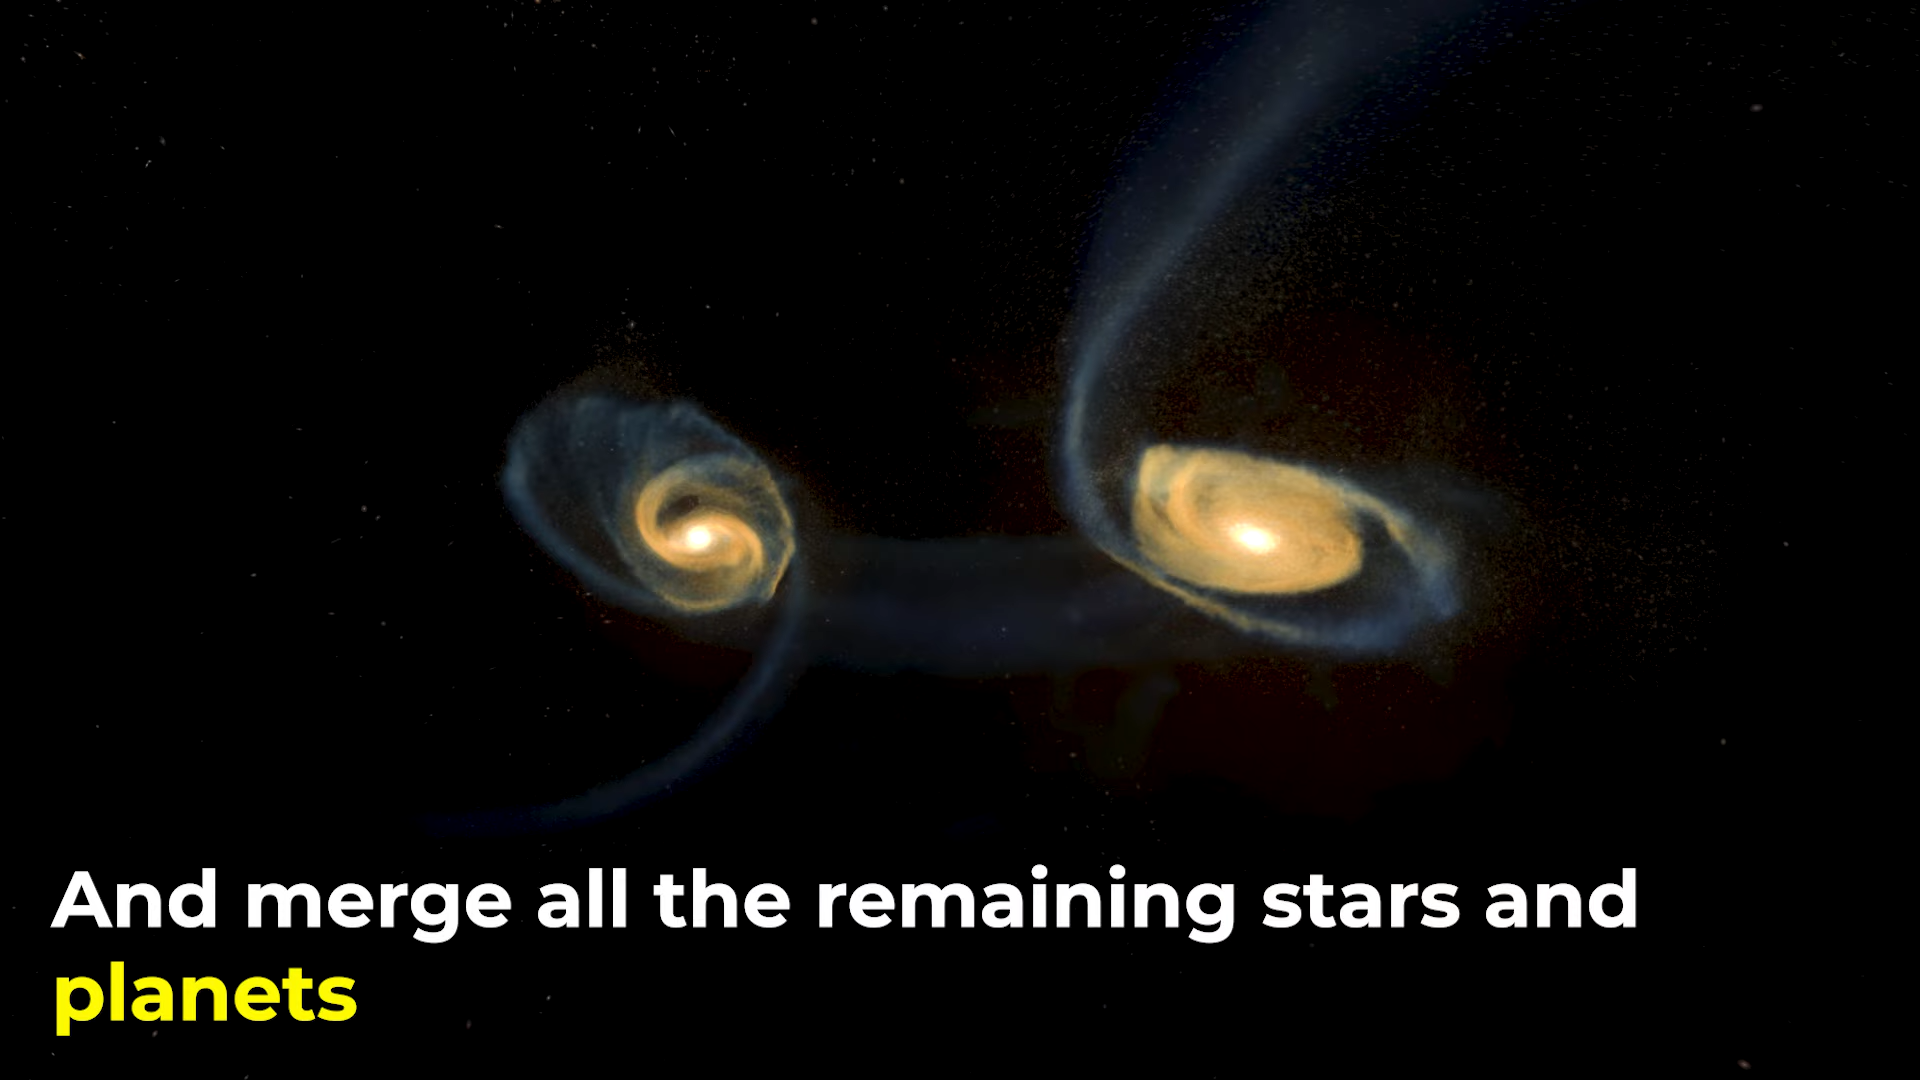 And merge all the remaining stars and
planets